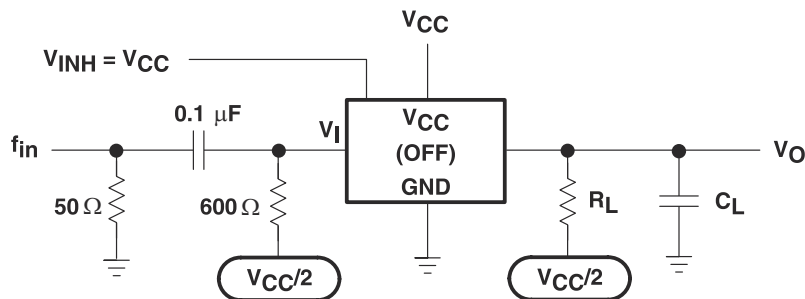 VCC
VINH = VCC
0.1 μF
fin
VI
VCC
(OFF)
GND
VO
50 Ω
600 Ω
RL
CL
VCC/2
VCC/2